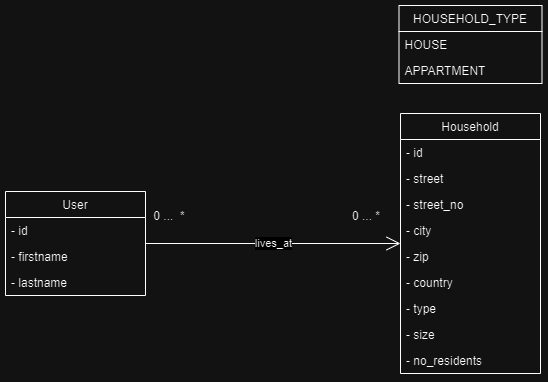 HOUSEHOLD_TYPE
HOUSE
APPARTMENT
Household
- id
- street
- street_no
- city
- zip
- country
- type
- size
- no_residents
User
- id
- firstname
- lastname
0 ... *
0 ... *
lives_at